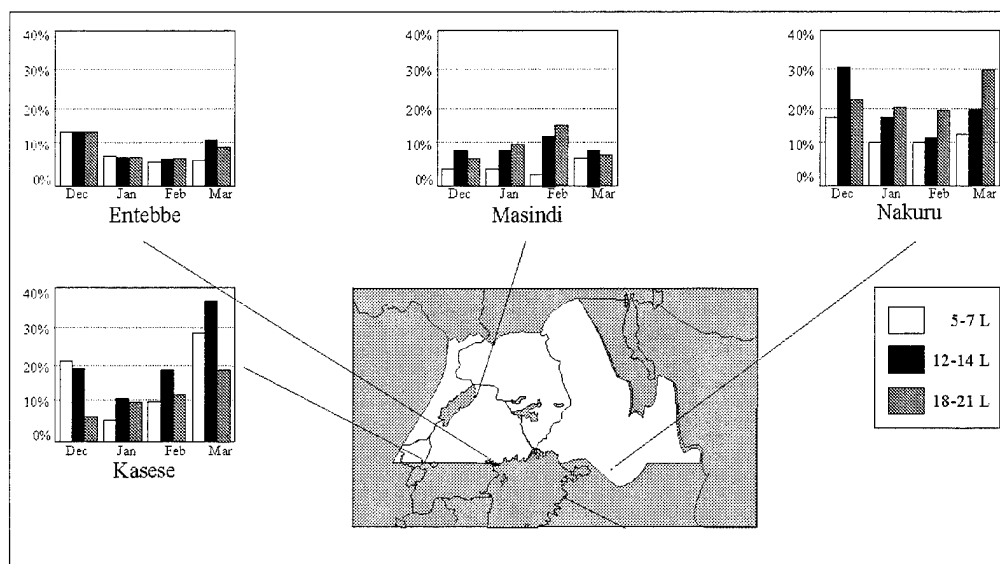 40%
30%
20%
10%
0%
Dec Jan Feb Mar
Entebbe
40%
30%
20%
10%
0%
Dec Jan Feb Mar
Masindi
40%
30%
20%
10%
0%
Dec Jan Feb Mar
Nakuru
40%
30%
20%
10%
0%
Dec Jan Feb Mar
Kasese
5-7 L
12-14 L
18-21 L